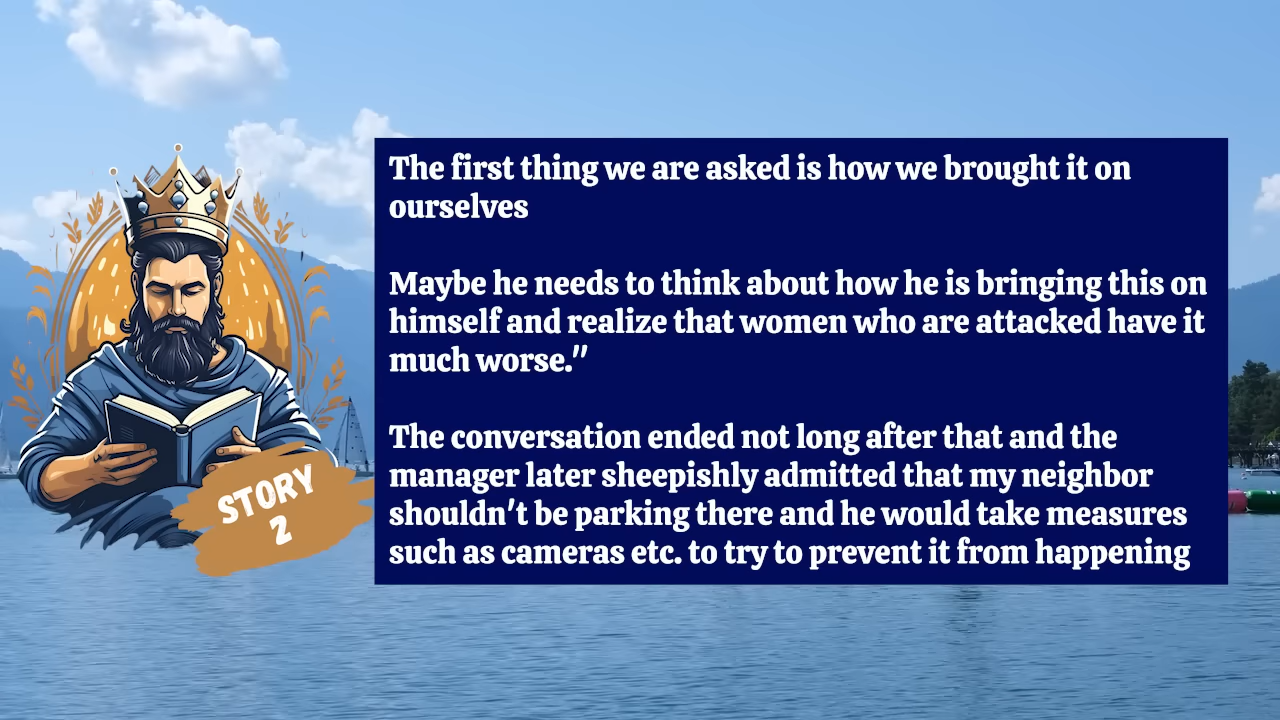 The first thing we are asked is how we brought it on
ourselves
Maybe he needs to think about how he is bringing this on
himself and realize that women who are attacked have it
much worse."
The conversation ended not long after that and the
manager later sheepishly admitted that my neighbor
shouldn't be parking there and he would take measures
such as cameras etc. to try to prevent it from happening
STORY
2